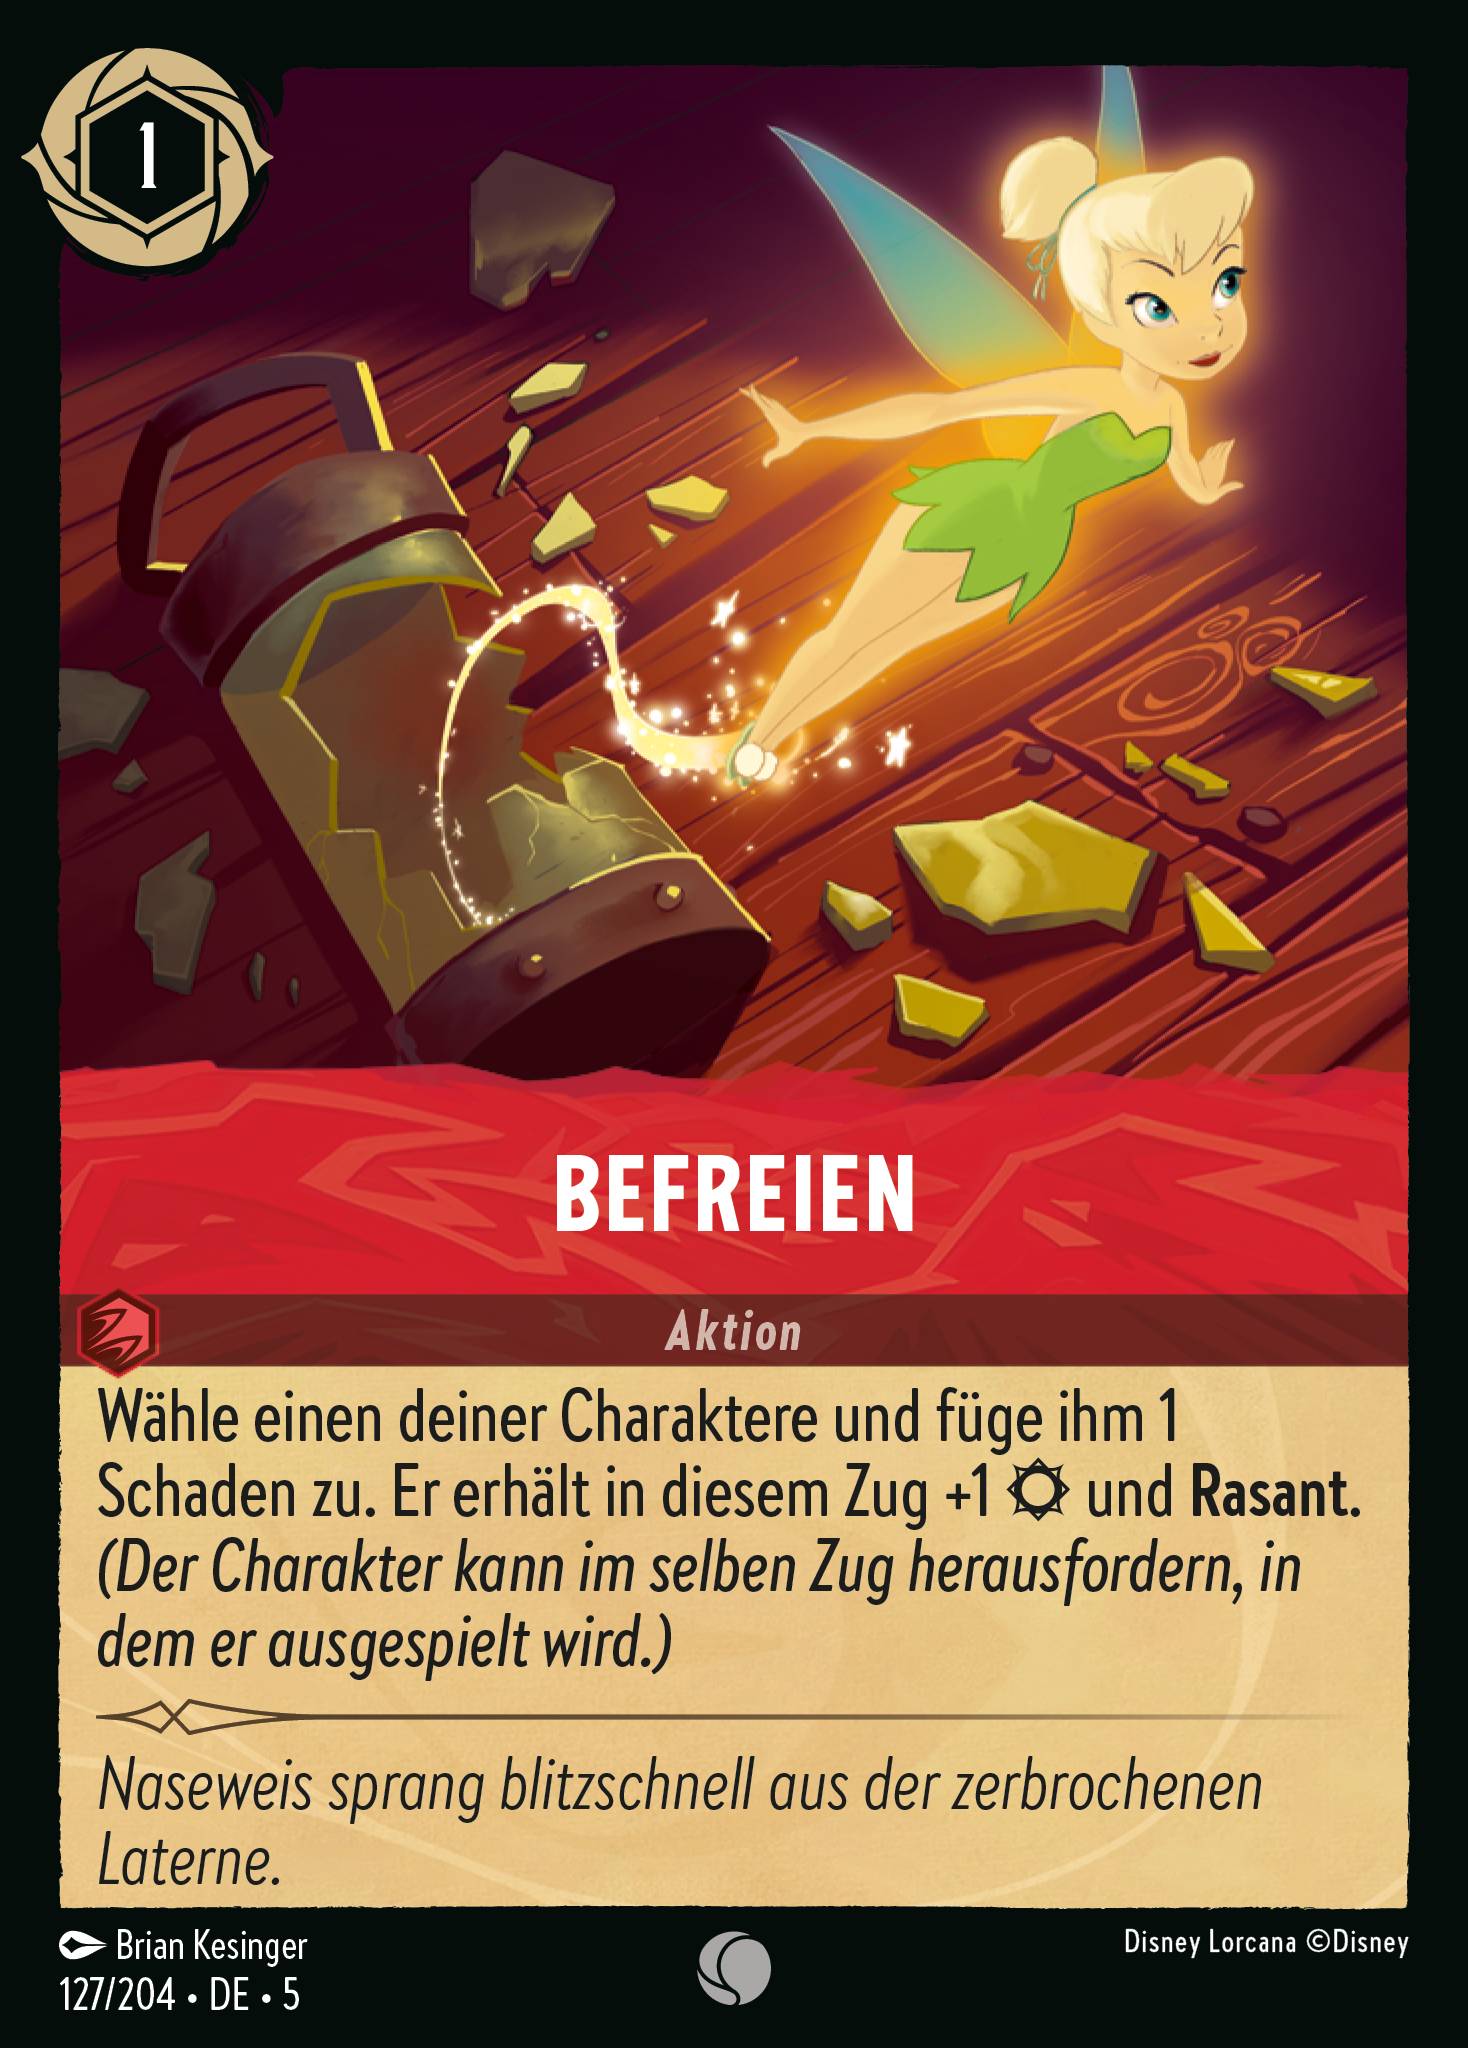 1
BEFREIEN
Aktion
Wähle einen deiner Charaktere und füge ihm 1
Schaden zu. Er erhält in diesem Zug +1 und Rasant.
(Der Charakter kann im selben Zug herausfordern, in
dem er ausgespielt wird.)
Naseweis sprang blitzschnell aus der zerbrochenen
Laterne.
Brian Kesinger
Disney Lorcana ©Disney
127/204 • DE • 5